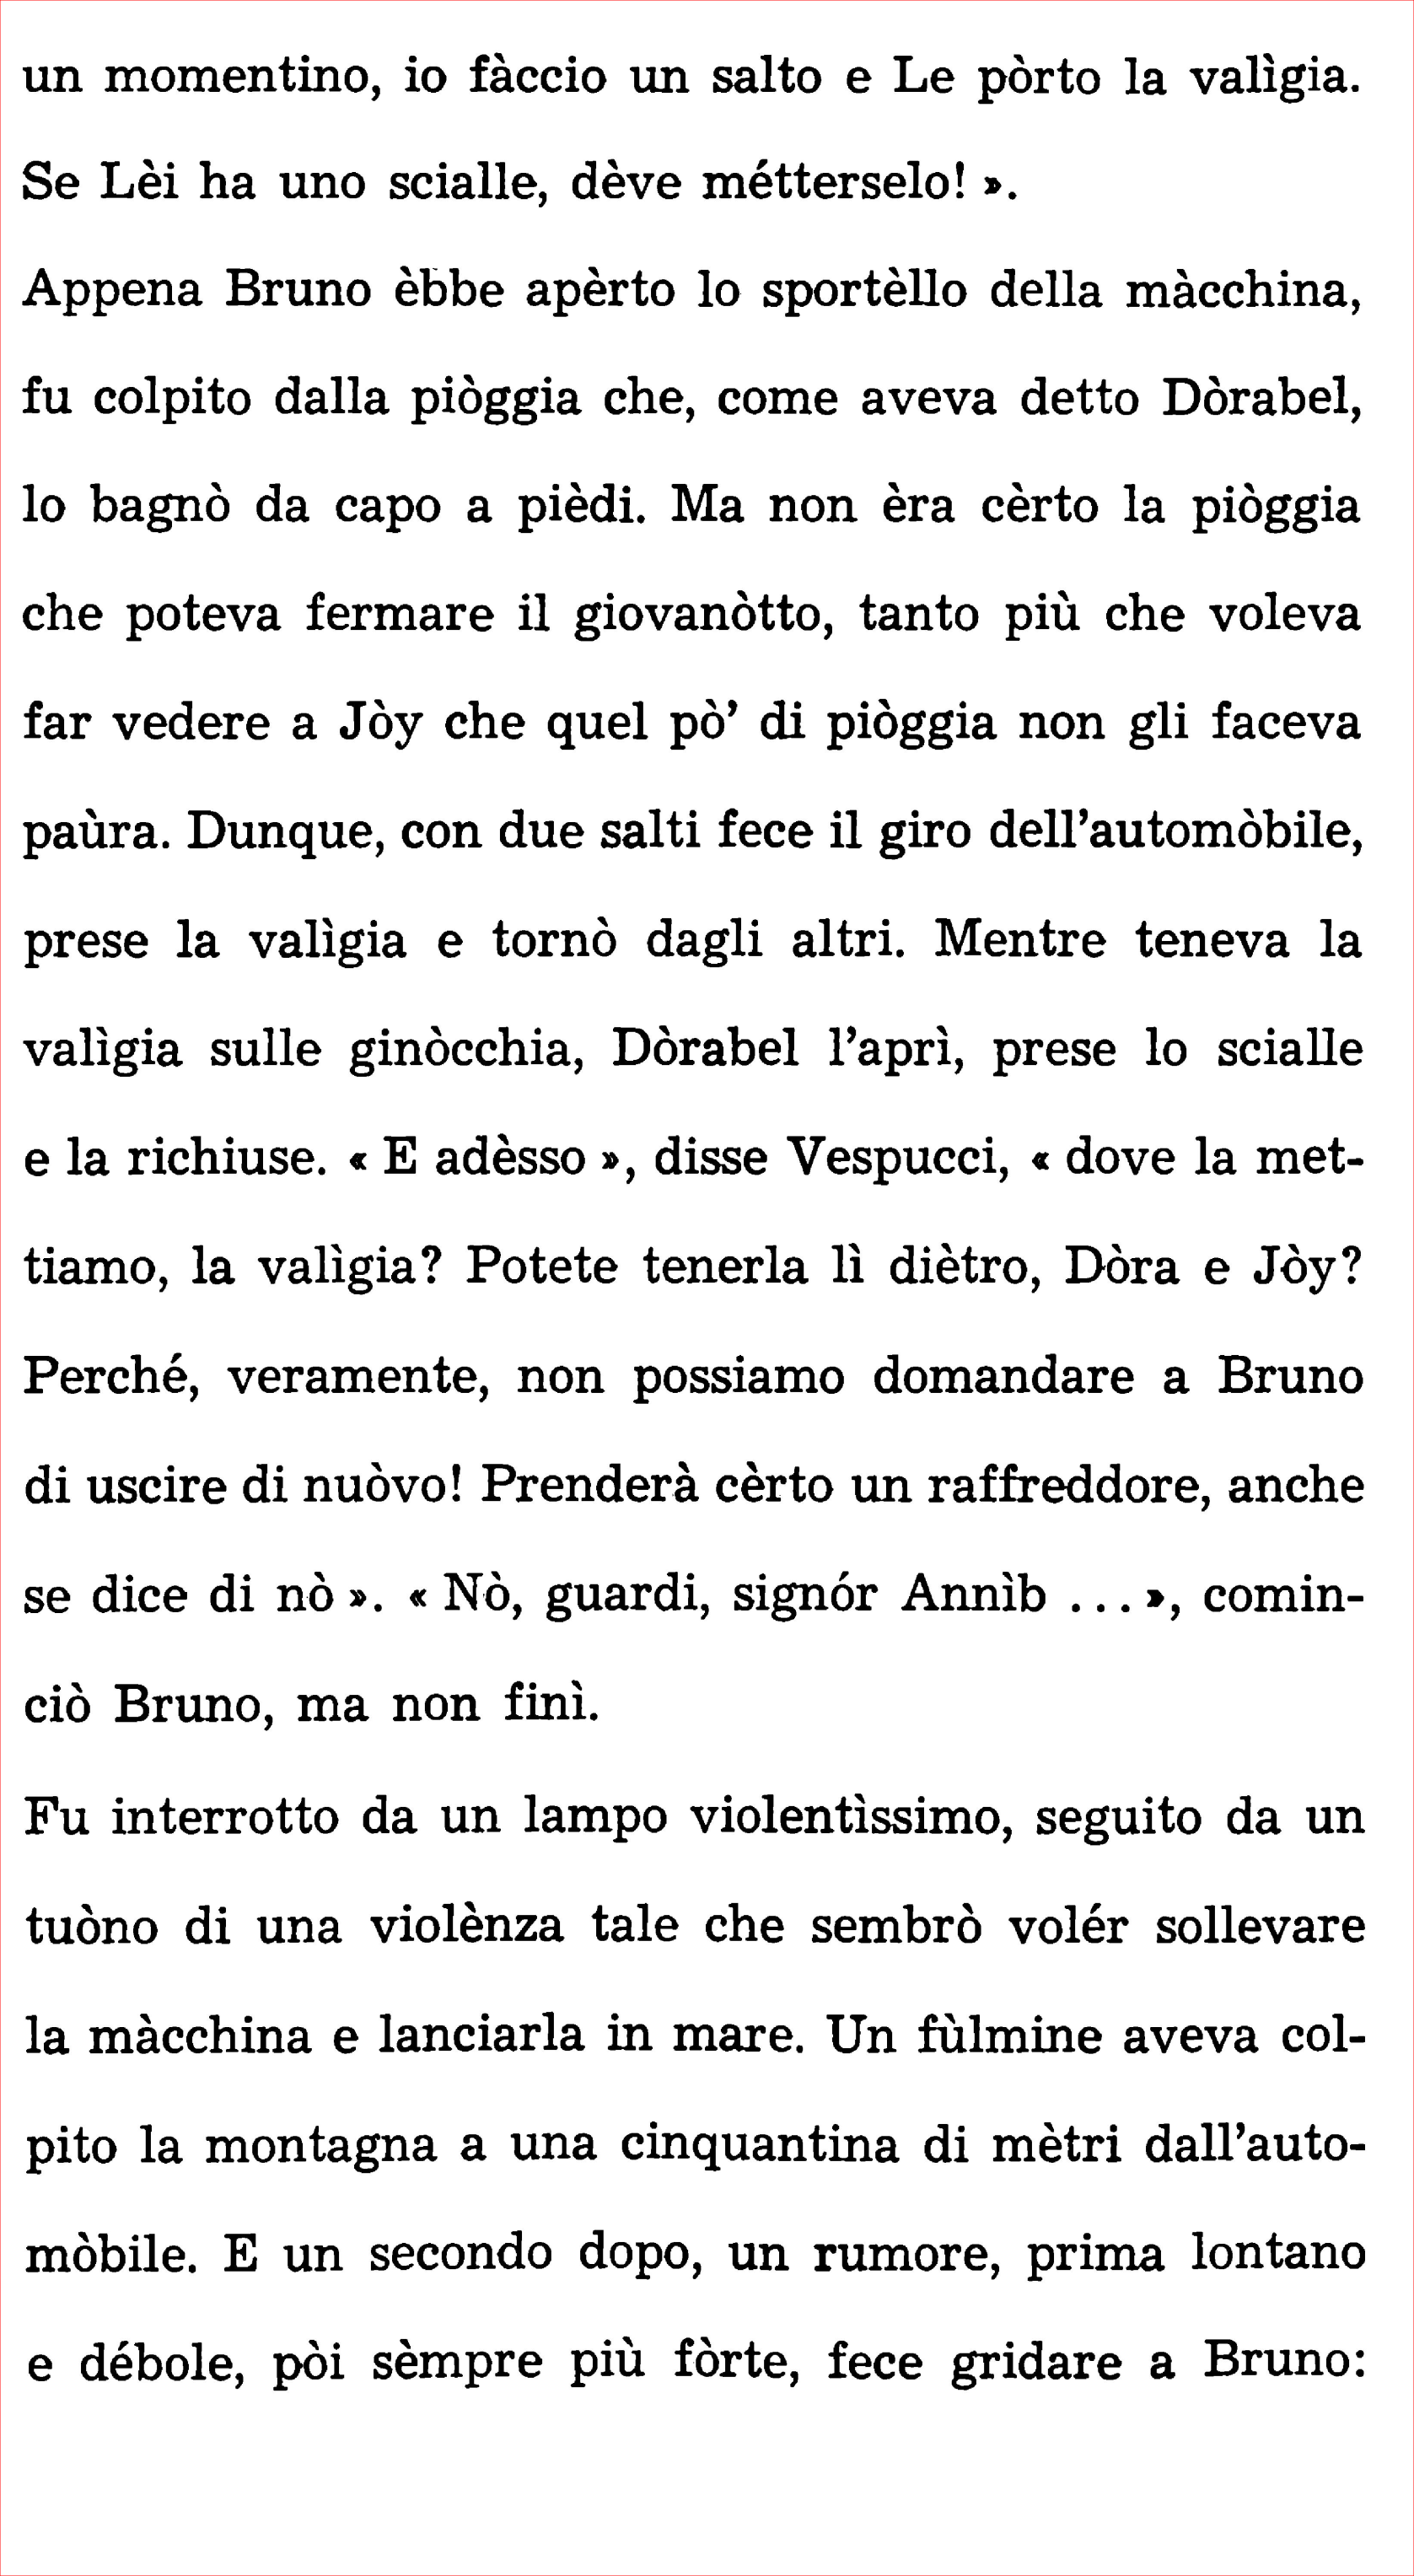 un momentino, io fàccio un salto e Le pòrto la valìgia.
Se Lèi ha uno scialle, dève métterselo! ».
Appena Bruno èbbe apèrto lo sportèllo della màcchina,
fu colpito dalla piòggia che, come aveva detto Dòrabel,
lo bagnò da capo a pièdi. Ma non èra cèrto la piòggia
che poteva fermare il giovanòtto, tanto più che voleva
far vedere a Jòy che quel pò’ di piòggia non gli faceva
paùra. Dunque, con due salti fece il giro dell’automòbile,
prese la valìgia e tornò dagli altri. Mentre teneva la
valìgia sulle ginòcchia, Dòrabel l’aprì, prese lo scialle
e la richiuse. « E adèsso », disse Vespucci, « dove la met-
tiamo, la valìgia? Potete tenerla lì diètro, Dòra e Jòy?
Perché, veramente, non possiamo domandare a Bruno
di uscire di nuòvo! Prenderà cèrto un raffreddore, anche
se dice di nò ». « Nò, guardi, signór Annìb ... », comin-
ciò Bruno, ma non finì.
Fu interrotto da un lampo violentìssimo, seguito da un
tuòno di una violènza tale che sembrò volér sollevare
la màcchina e lanciarla in mare. Un fùlmine aveva col-
pito la montagna a una cinquantina di mètri dall’auto-
mòbile. E un secondo dopo, un rumore, prima lontano
e débole, pòi sèmpre più fòrte, fece gridare a Bruno: